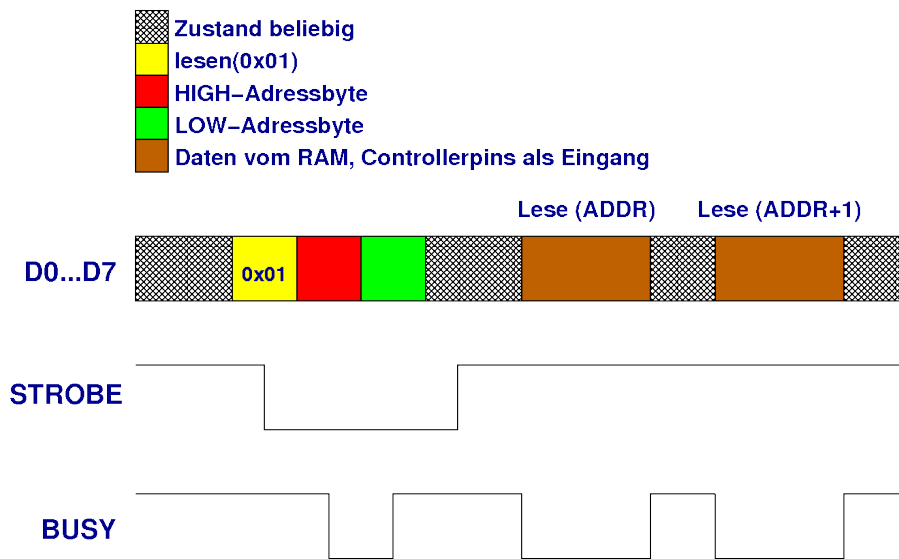 Zustand beliebig
lesen(0x01)
HIGH−Adressbyte
LOW−Adressbyte
Daten vom RAM, Controllerpins als Eingang
Lese (ADDR) Lese (ADDR+1)
D0...D7 0x01
STROBE
BUSY